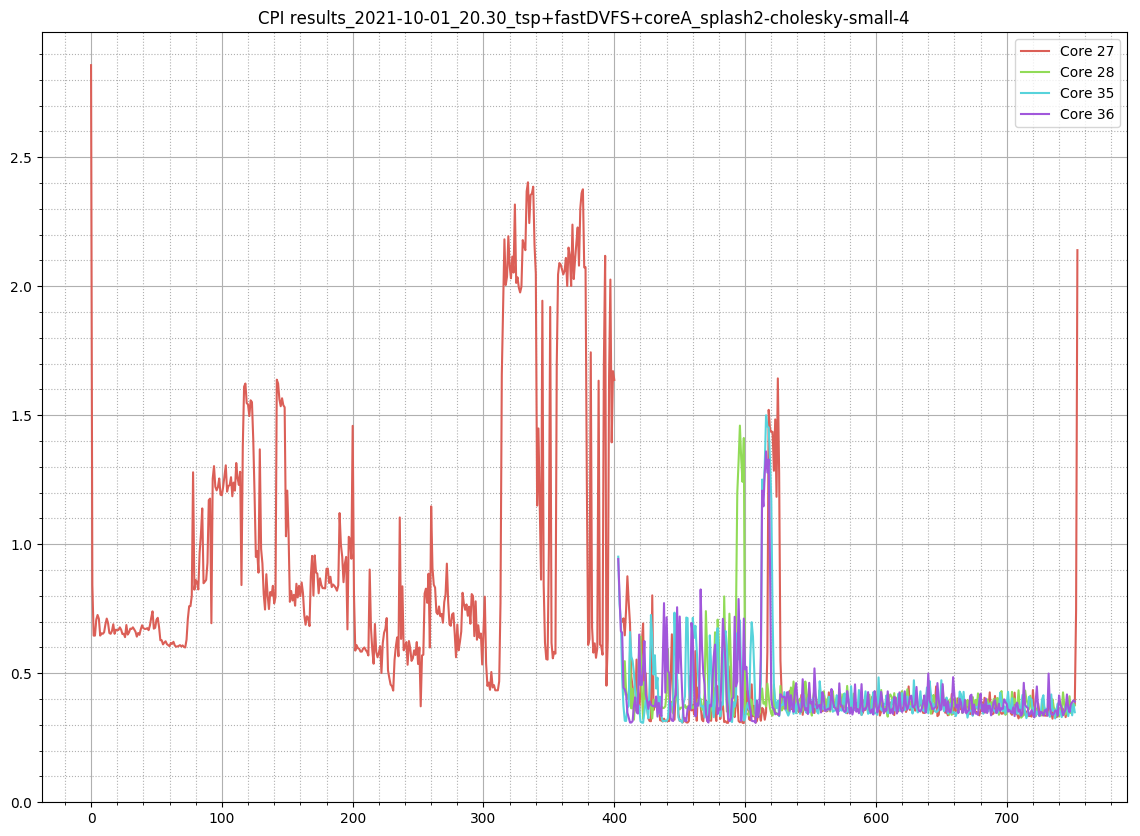 CPI results_2021-10-01_20.30_tsp+fastDVFS+coreA_splash2-cholesky-small-4
Core 27
Core 28
Core 35
Core 36
2.5
2.0
1.5
1.0
0.5
0.0
0 100 200 300 400 500 600 700